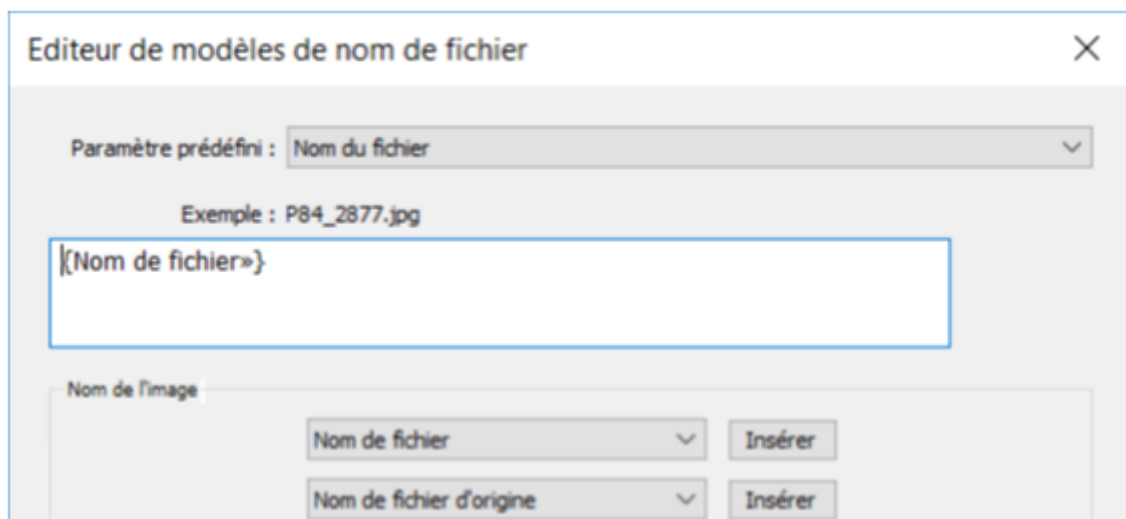 Editeur de modèles de nom de fichier
Paramètre prédéfini : Nom du fichier
Exemple : P84_2877.jpg
{Nom de fichier»}
Nom de l'image
Nom de fichier Insérer
Nom de fichier d'origine Insérer